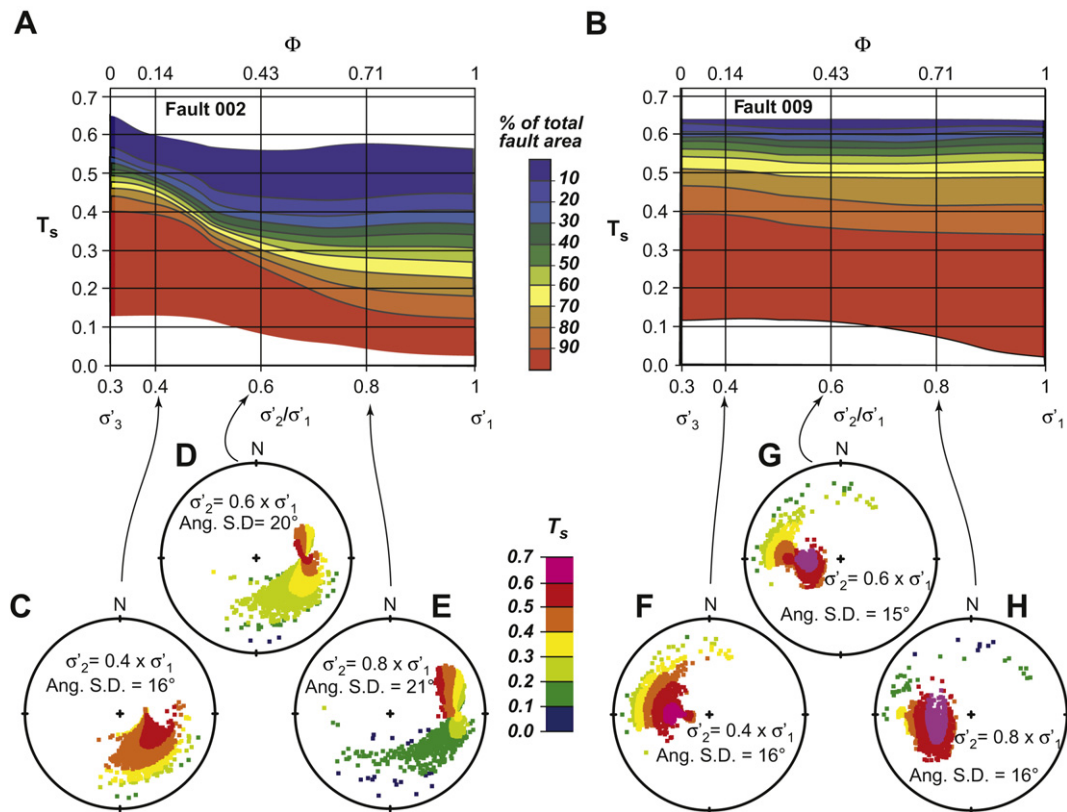 A
B
Φ
Φ
0 0.14 0.43 0.71 1
0 0.14 0.43 0.71 1
0.7
0.6
0.5
0.4
0.3
0.2
0.1
0.0
Ts
Fault 002
% of total
fault area
10
20
30
40
50
60
70
80
90
0.7
0.6
0.5
0.4
0.3
0.2
0.1
0.0
Ts
Fault 009
0.3 0.4 0.6 0.8 1
σ'3 σ'2/σ'1 σ'1
0.3 0.4 0.6 0.8 1
σ'3 σ'2/σ'1 σ'1
D
N
σ'2= 0.6 x σ'1
Ang. S.D= 20°
G
N
σ'2= 0.6 x σ'1
Ang. S.D. = 15°
Ts
0.7
0.6
0.5
0.4
0.3
0.2
0.1
0.0
C
N
σ'2= 0.4 x σ'1
Ang. S.D. = 16°
E
N
σ'2= 0.8 x σ'1
Ang. S.D. = 21°
F
N
σ'2= 0.4 x σ'1
Ang. S.D. = 16°
H
N
σ'2= 0.8 x σ'1
Ang. S.D. = 16°